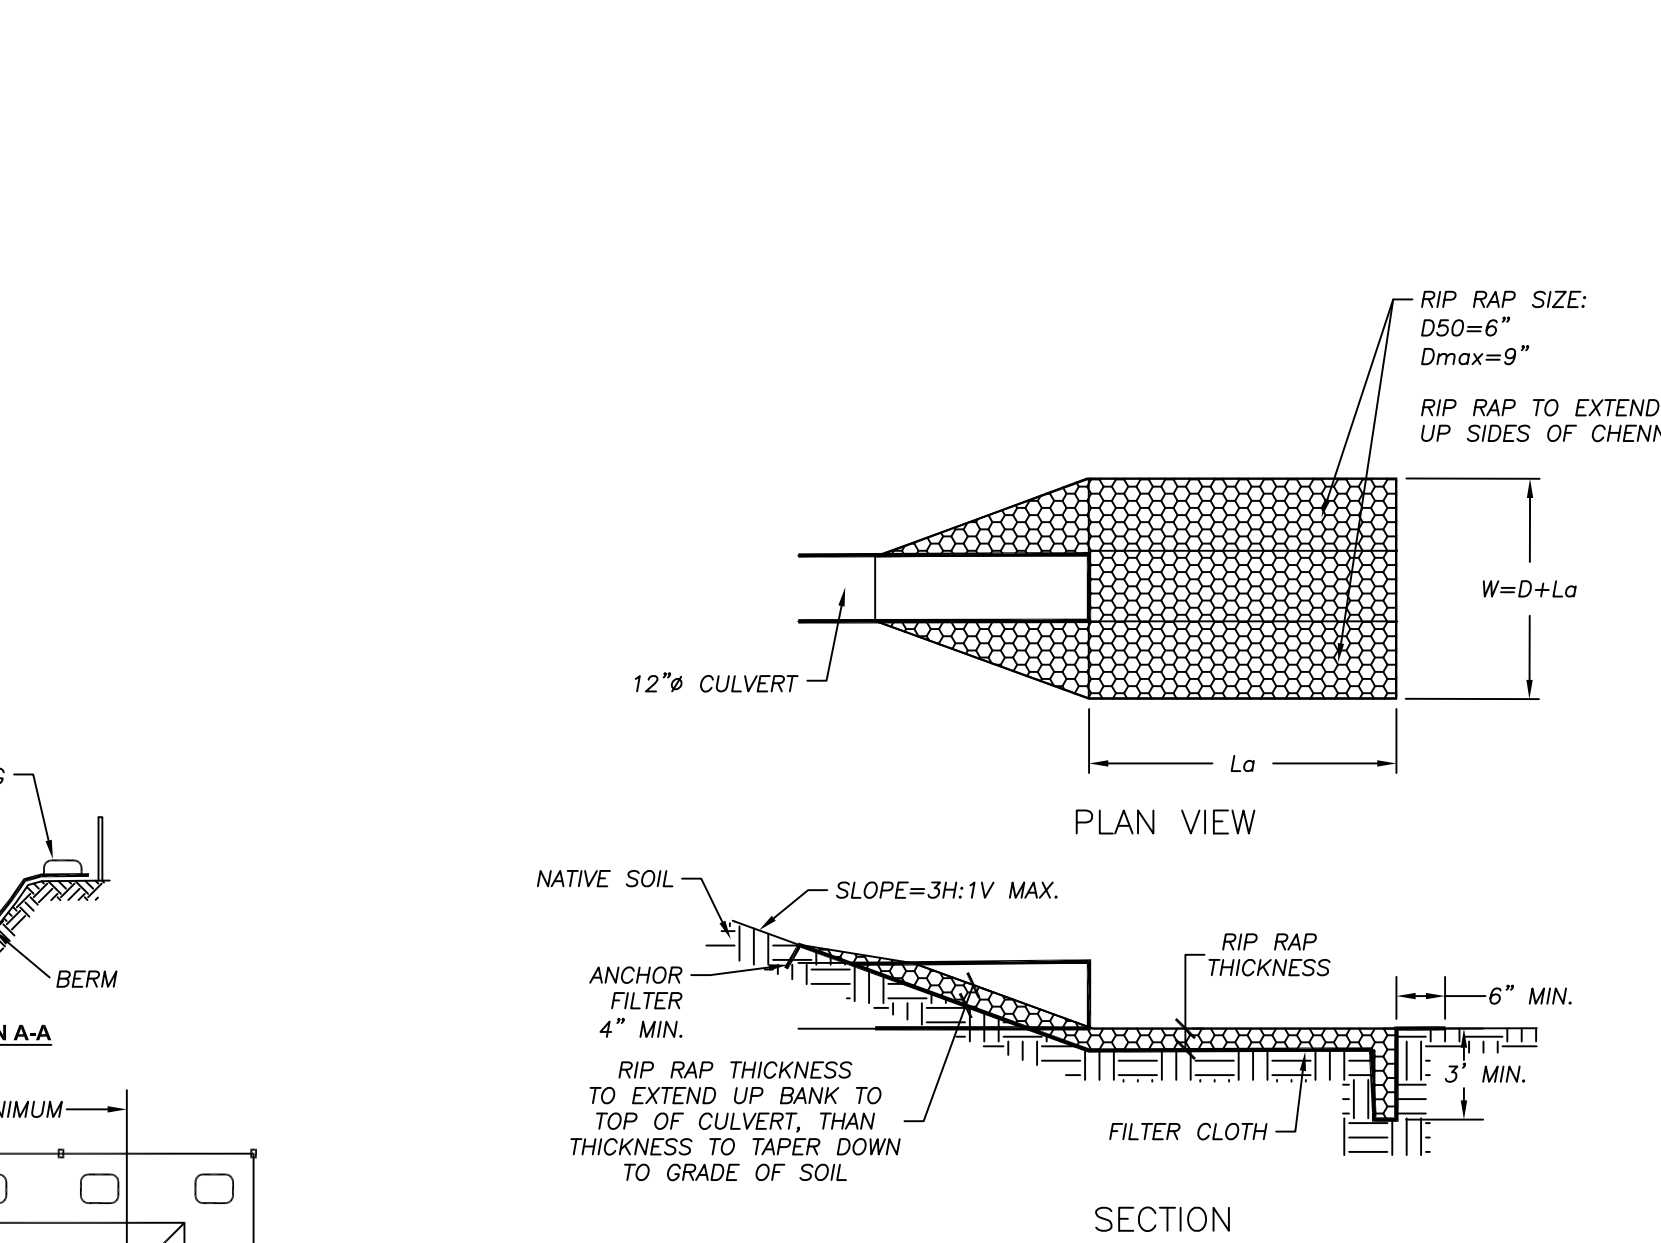 RIP RAP SIZE:
D50=6"
Dmax=9"
RIP RAP TO EXTEND
UP SIDES OF
W=D+La
12"ø CULVERT
La
PLAN VIEW
NATIVE SOIL
SLOPE=3H:1V MAX.
RIP RAP
THICKNESS
ANCHOR
FILTER
4" MIN.
6" MIN.
3' MIN.
RIP RAP THICKNESS
TO EXTEND UP BANK TO
TOP OF CULVERT, THAN
THICKNESS TO TAPER DOWN
TO GRADE OF SOIL
FILTER CLOTH
SECTION
BERM
A-A